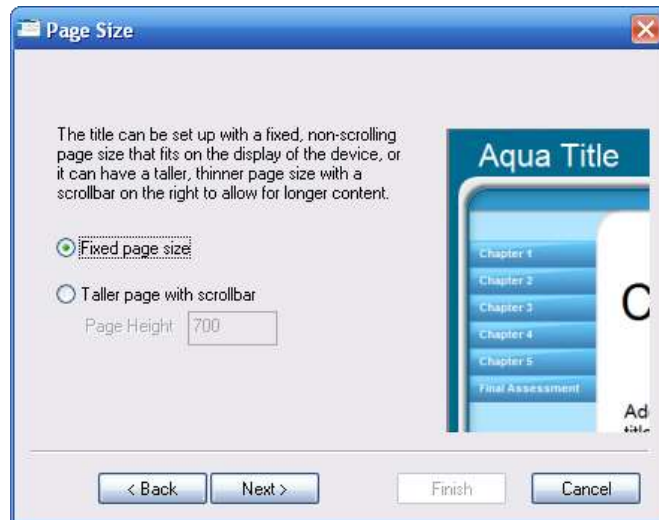 Page Size
The title can be set up with a fixed, non-scrolling
page size that fits on the display of the device, or
it can have a taller, thinner page size with a
scrollbar on the right to allow for longer content.
Fixed page size
Taller page with scrollbar
Page Height 700
Aqua Title
Chapter 1
Chapter 2
Chapter 3
Chapter 4
Chapter 5
Final Assessment
C
Ad
title
< Back
Next >
Finish
Cancel